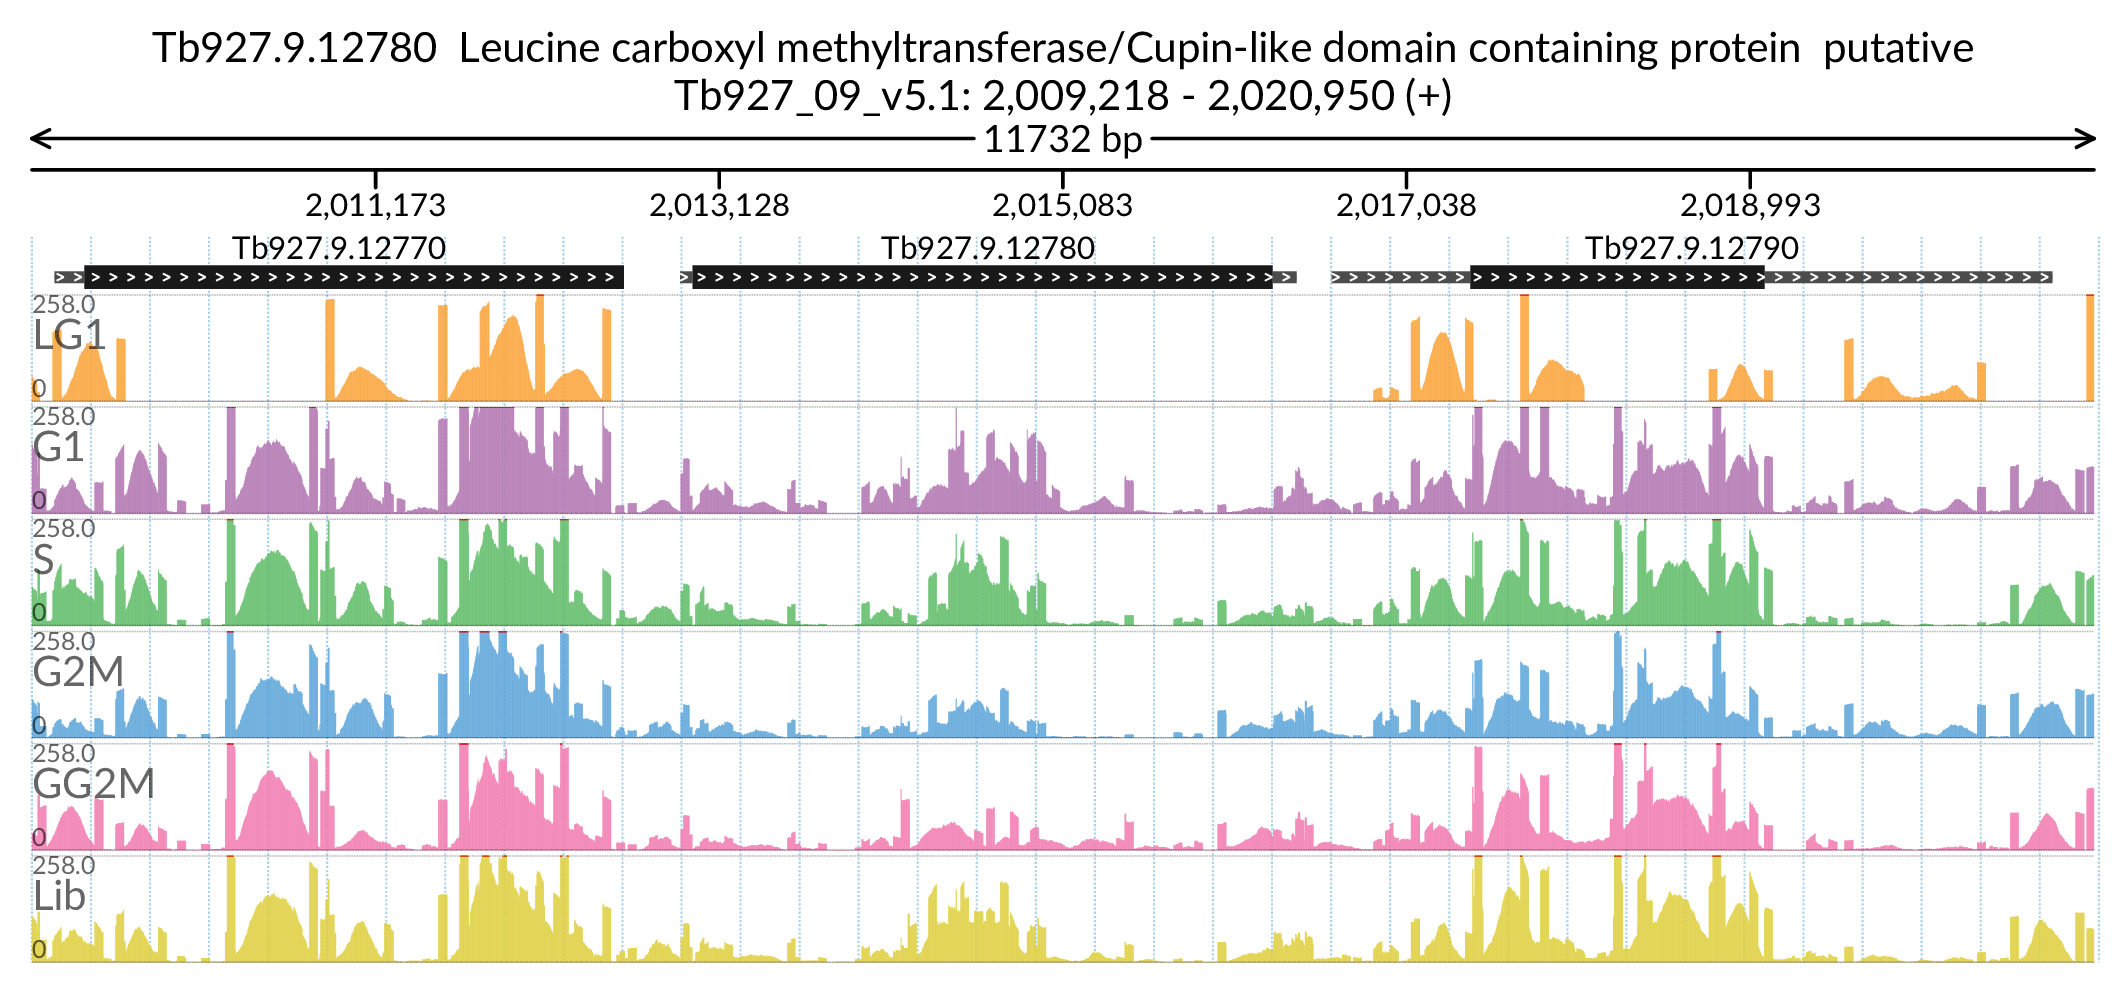 Tb927.9.12780  Leucine carboxyl methyltransferase/Cupin-like domain containing protein  putative
Tb927_09_v5.1: 2,009,218 - 2,020,950 (+)
11732 bp
2,011,173 2,013,128 2,015,083 2,017,038 2,018,993
Tb927.9.12770 Tb927.9.12780 Tb927.9.12790
258.0
LG1
0
258.0
G1
0
258.0
S
0
258.0
G2M
0
258.0
GG2M
0
258.0
Lib
0